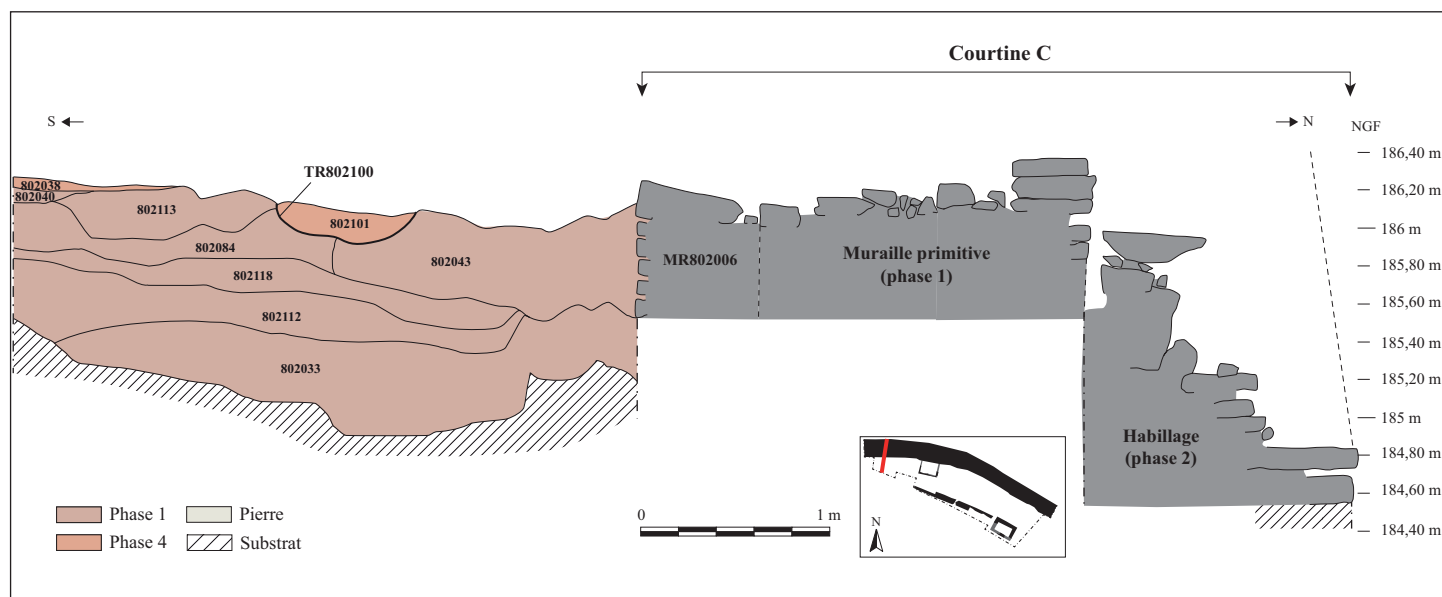 Courtine C
S
N
NGF
TR802100
802038
802040
802113
802101
802084
802043
802118
802112
802033
MR802006
Muraille primitive
(phase 1)
Habillage
(phase 2)
186,40 m
186,20 m
186 m
185,80 m
185,60 m
185,40 m
185,20 m
185 m
184,80 m
184,60 m
184,40 m
Phase 1
Pierre
Phase 4
Substrat
0
1 m
N